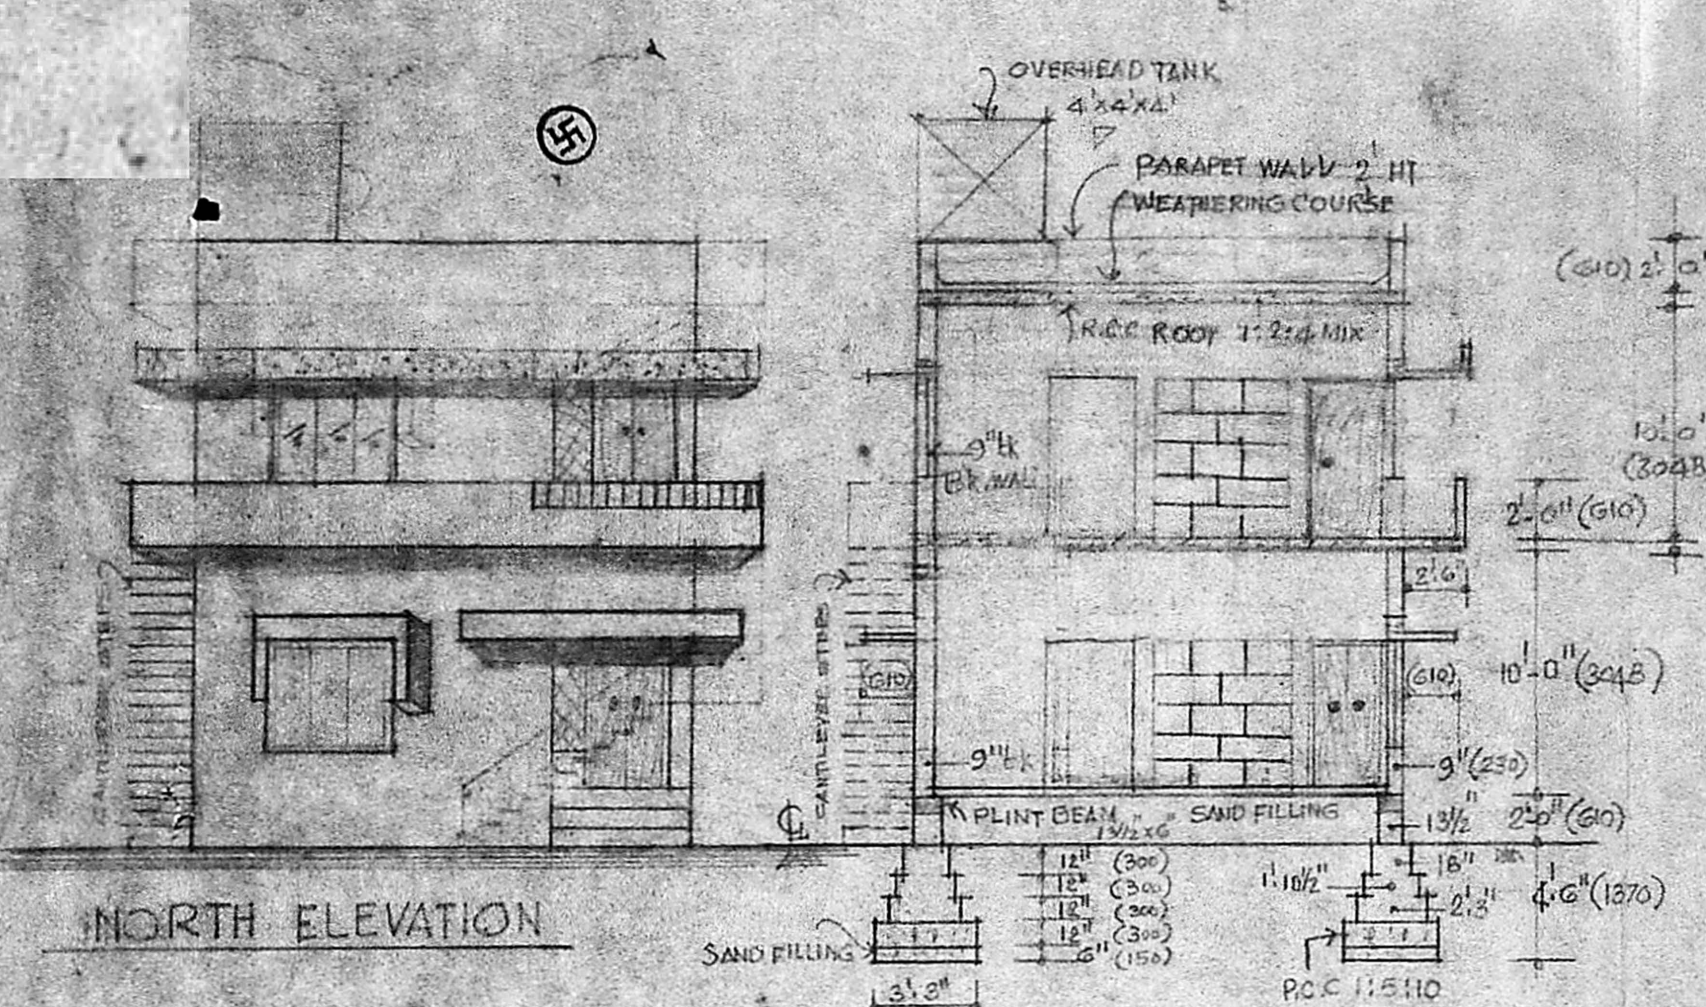 OVERHEAD TANK
4'x4'x4'
PARAPET WALL 2' HT
WEATHERING COURSE
(610) 2'-0"
R.C.C ROOF 1:2:4 MIX
9"tk
BR.WALL
10'-0"
(3048
2'-0"(610)
2'-6"
CANTILEVER STEPS
CANTILEVER STEPS
(610)
(610)
10'-0"(3048)
9"tk
9"(230)
PLINT BEAM
13½"x6"
SAND FILLING
13½"
2'-0"(610)
12" (300)
12" (300)
12" (300)
12" (300)
6" (150)
18"
1'-10½"
2'.3"
4'-6"(1370)
NORTH ELEVATION
SAND FILLING
3'.3"
P.C.C 1:5:10